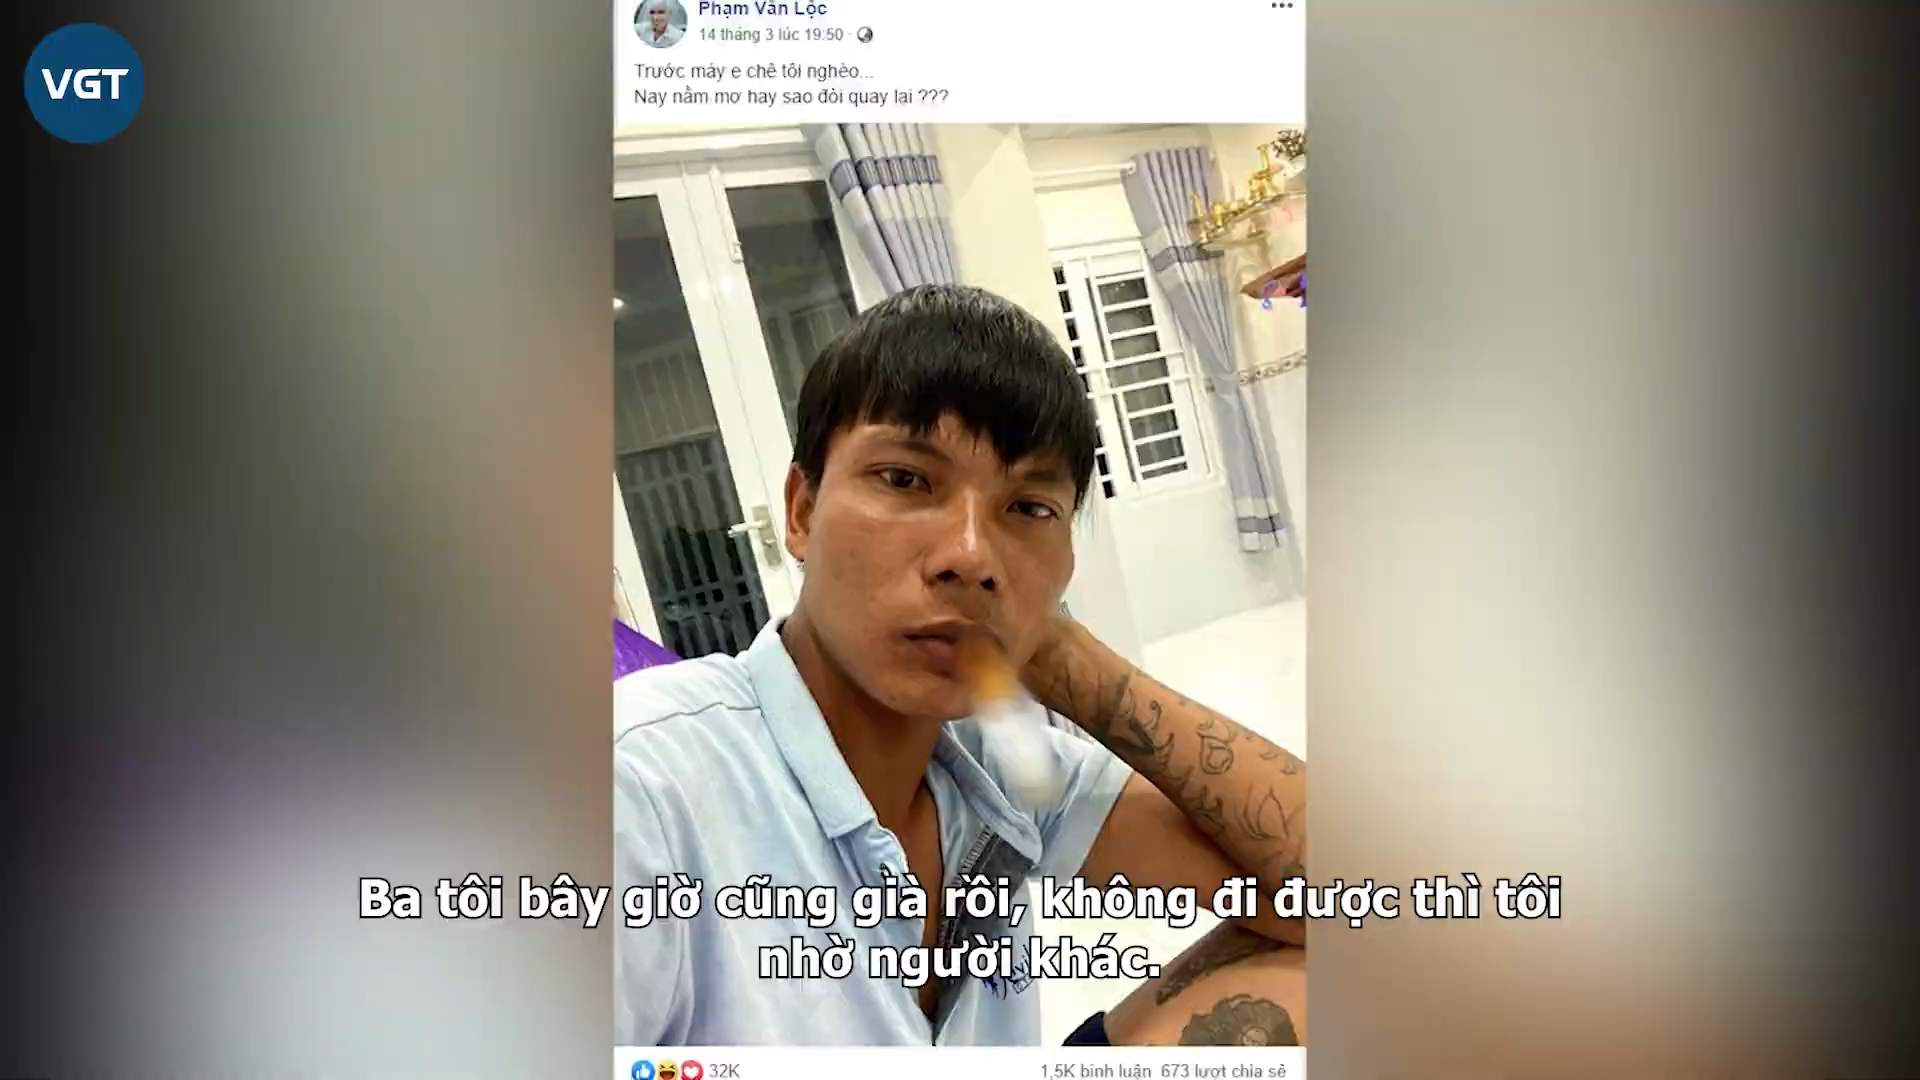 VGT
Phạm Văn Lộc
14 tháng 3 lúc 19:50
Trước mấy e chê tôi nghèo...
Nay nằm mơ hay sao đòi quay lại ???
Ba tôi bây giờ cũng già rồi, không đi được thì tôi
nhờ người khác.
32K
1,5K bình luận 673 lượt chia sẻ